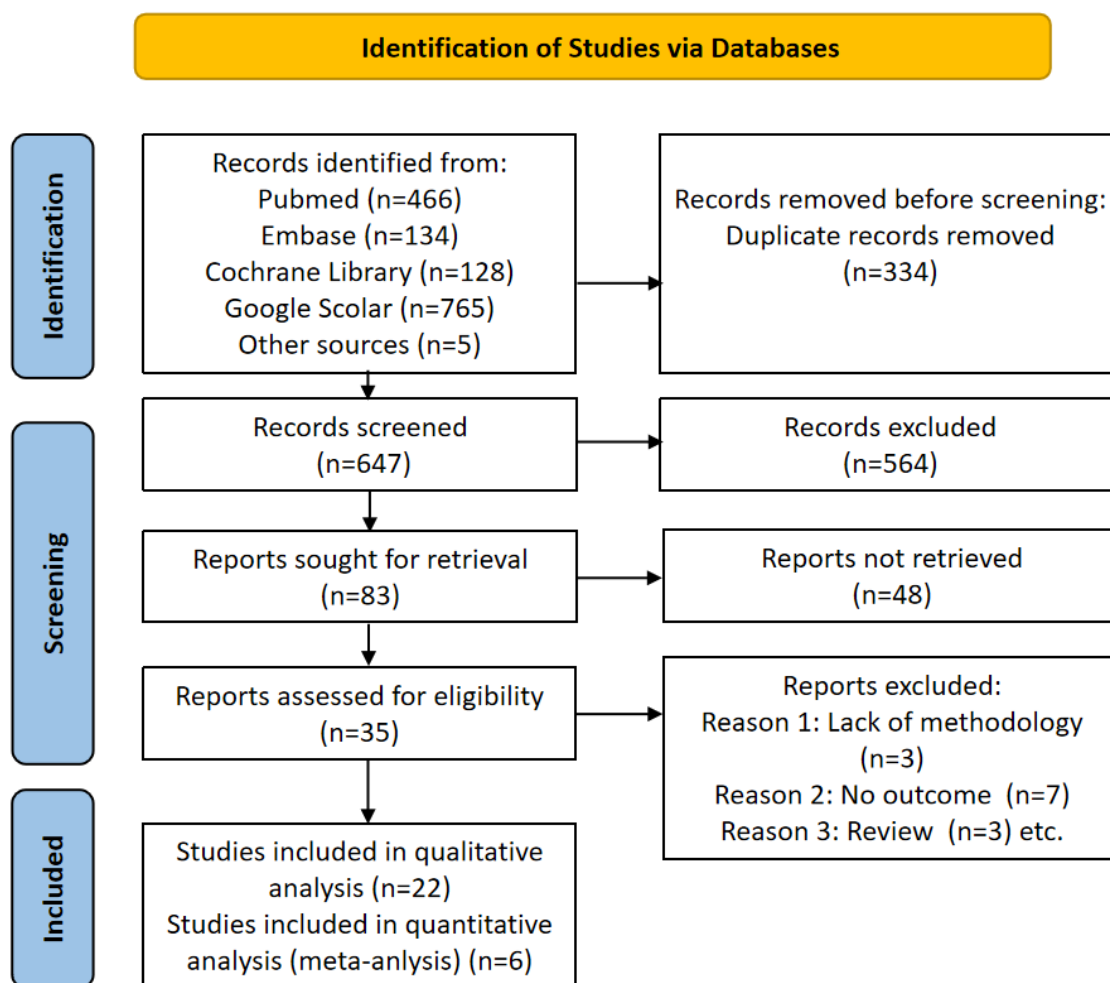 Identification of Studies via Databases
Identification
Records identified from:
Pubmed (n=466)
Embase (n=134)
Cochrane Library (n=128)
Google Scolar (n=765)
Other sources (n=5)
Records removed before screening:
Duplicate records removed
(n=334)
Screening
Records screened
(n=647)
Records excluded
(n=564)
Reports sought for retrieval
(n=83)
Reports not retrieved
(n=48)
Reports assessed for eligibility
(n=35)
Reports excluded:
Reason 1: Lack of methodology
(n=3)
Reason 2: No outcome (n=7)
Reason 3: Review (n=3) etc.
Included
Studies included in qualitative
analysis (n=22)
Studies included in quantitative
analysis (meta-anlysis) (n=6)